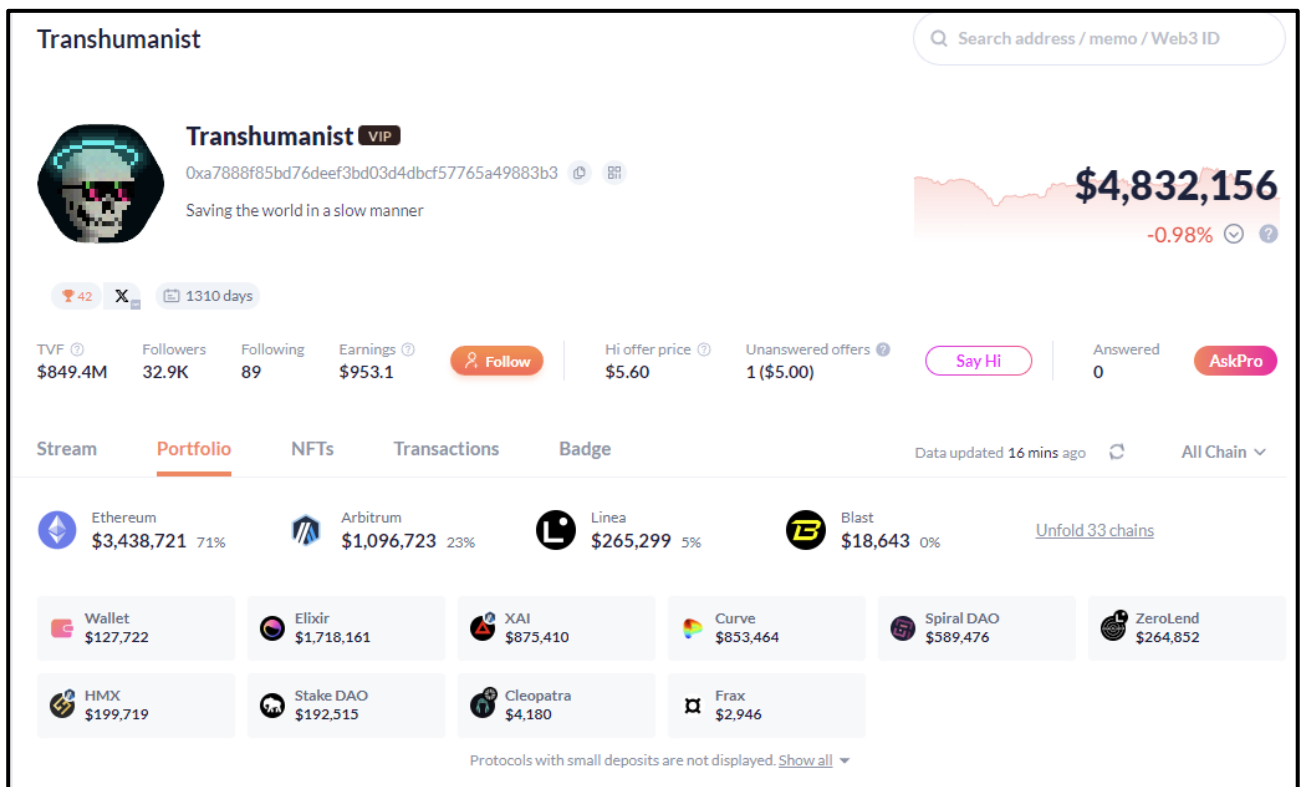 Transhumanist
Search address / memo / Web3 ID
Transhumanist VIP
0xa7888f85bd76deef3bd03d4dbcf57765a49883b3
Saving the world in a slow manner
$4,832,156
-0.98%
42 1310 days
TVF Followers Following Earnings Hi offer price Unanswered offers Answered
$849.4M 32.9K 89 $953.1 Follow $5.60 1 ($5.00) Say Hi 0 AskPro
Stream Portfolio NFTs Transactions Badge Data updated 16 mins ago All Chain
Ethereum Arbitrum Linea Blast
$3,438,721 71% $1,096,723 23% $265,299 5% $18,643 0% Unfold 33 chains
Wallet Elixir XAI Curve Spiral DAO ZeroLend
$127,722 $1,718,161 $875,410 $853,464 $589,476 $264,852
HMX Stake DAO Cleopatra Frax
$199,719 $192,515 $4,180 $2,946
Protocols with small deposits are not displayed. Show all